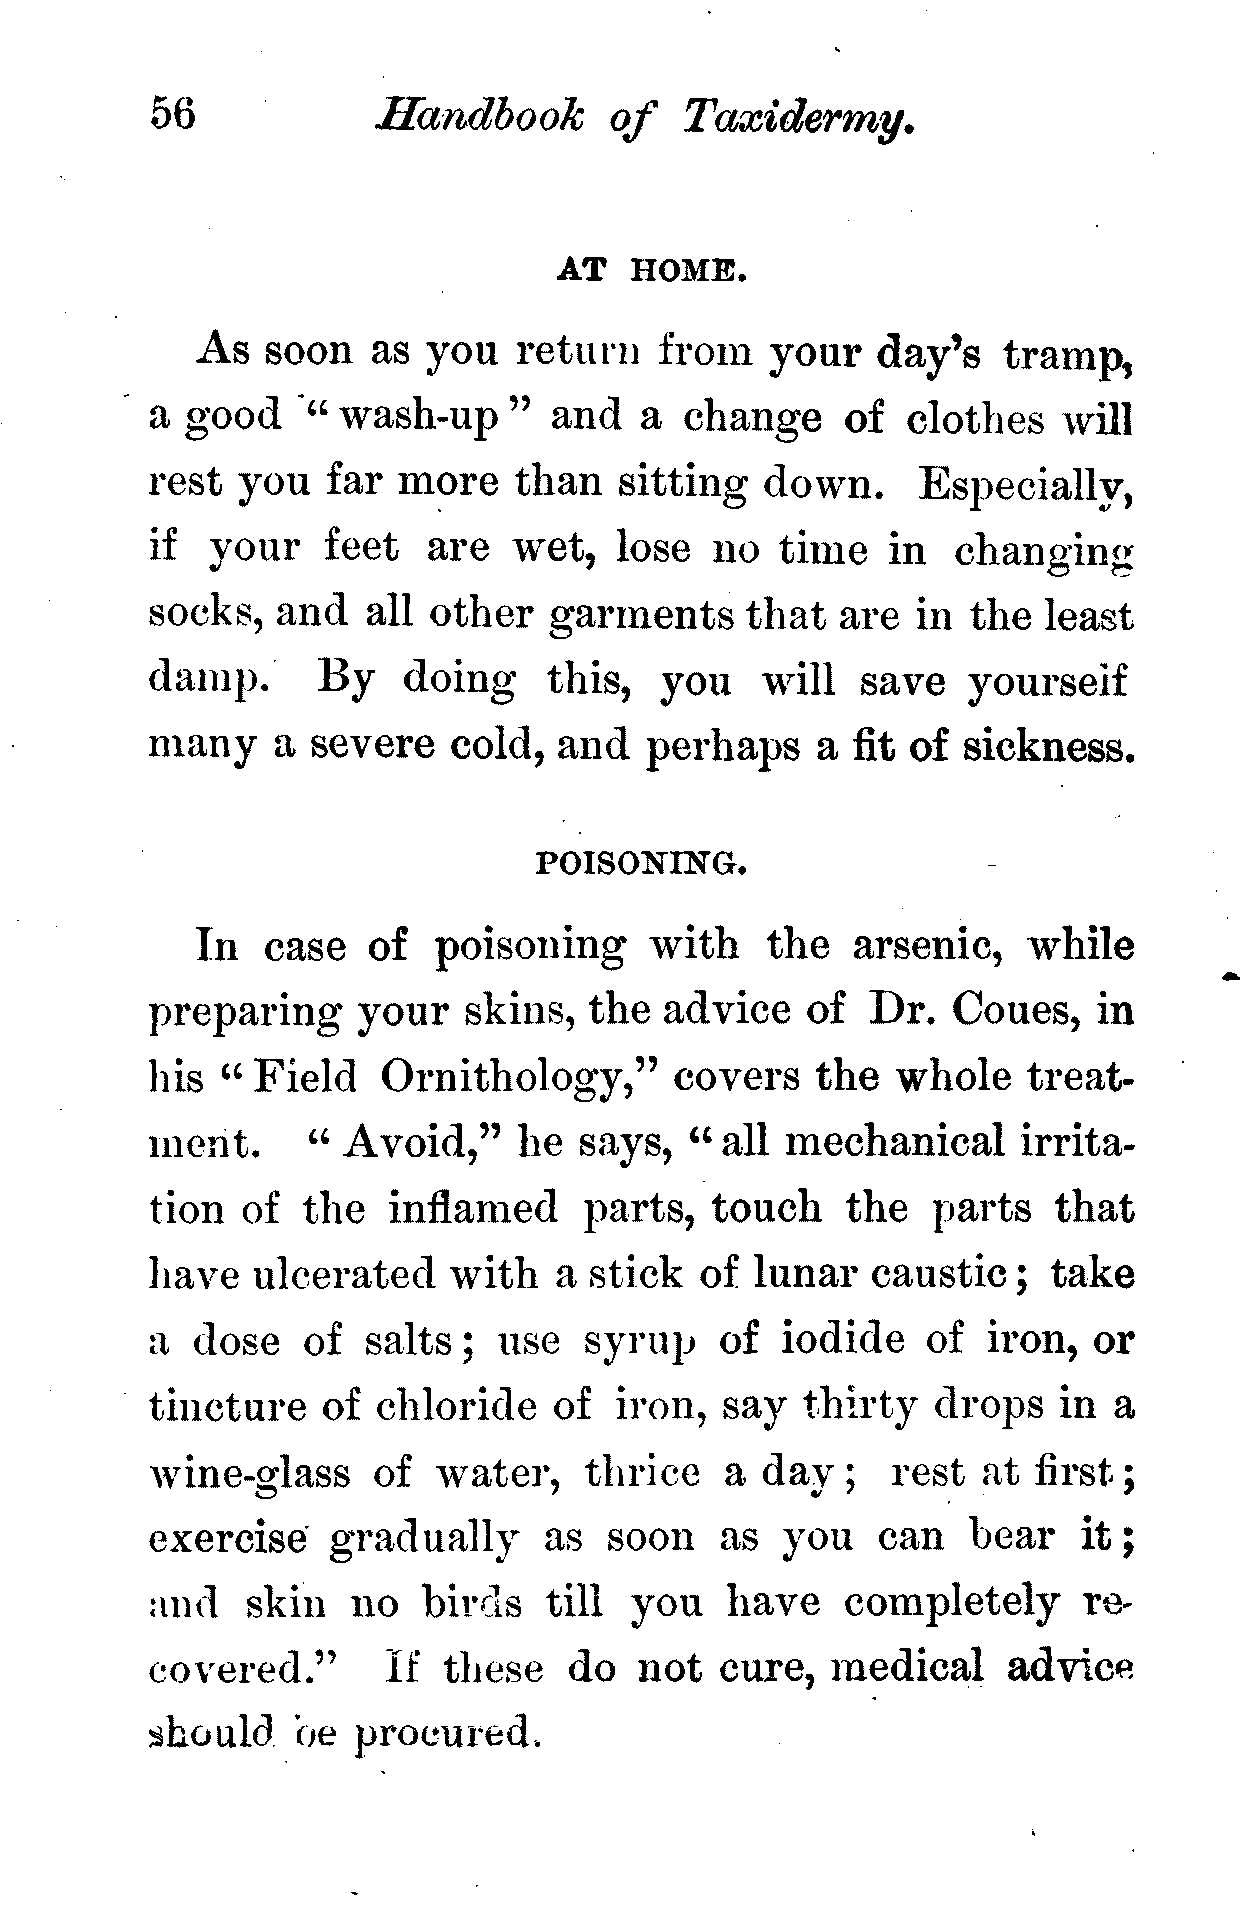 56 Handbook of Taxidermy.
AT HOME.
As soon as you return from your day's tramp,
a good "wash-up" and a change of clothes will
rest you far more than sitting down. Especially,
if your feet are wet, lose no time in changing
socks, and all other garments that are in the least
damp. By doing this, you will save yourself
many a severe cold, and perhaps a fit of sickness.
POISONING.
In case of poisoning with the arsenic, while
preparing your skins, the advice of Dr. Coues, in
his "Field Ornithology," covers the whole treat-
ment. "Avoid," he says, "all mechanical irrita-
tion of the inflamed parts, touch the parts that
have ulcerated with a stick of lunar caustic; take
a dose of salts; use syrup of iodide of iron, or
tincture of chloride of iron, say thirty drops in a
wine-glass of water, thrice a day; rest at first;
exercise gradually as soon as you can bear it;
and skin no birds till you have completely re-
covered." If these do not cure, medical advice
should be procured.